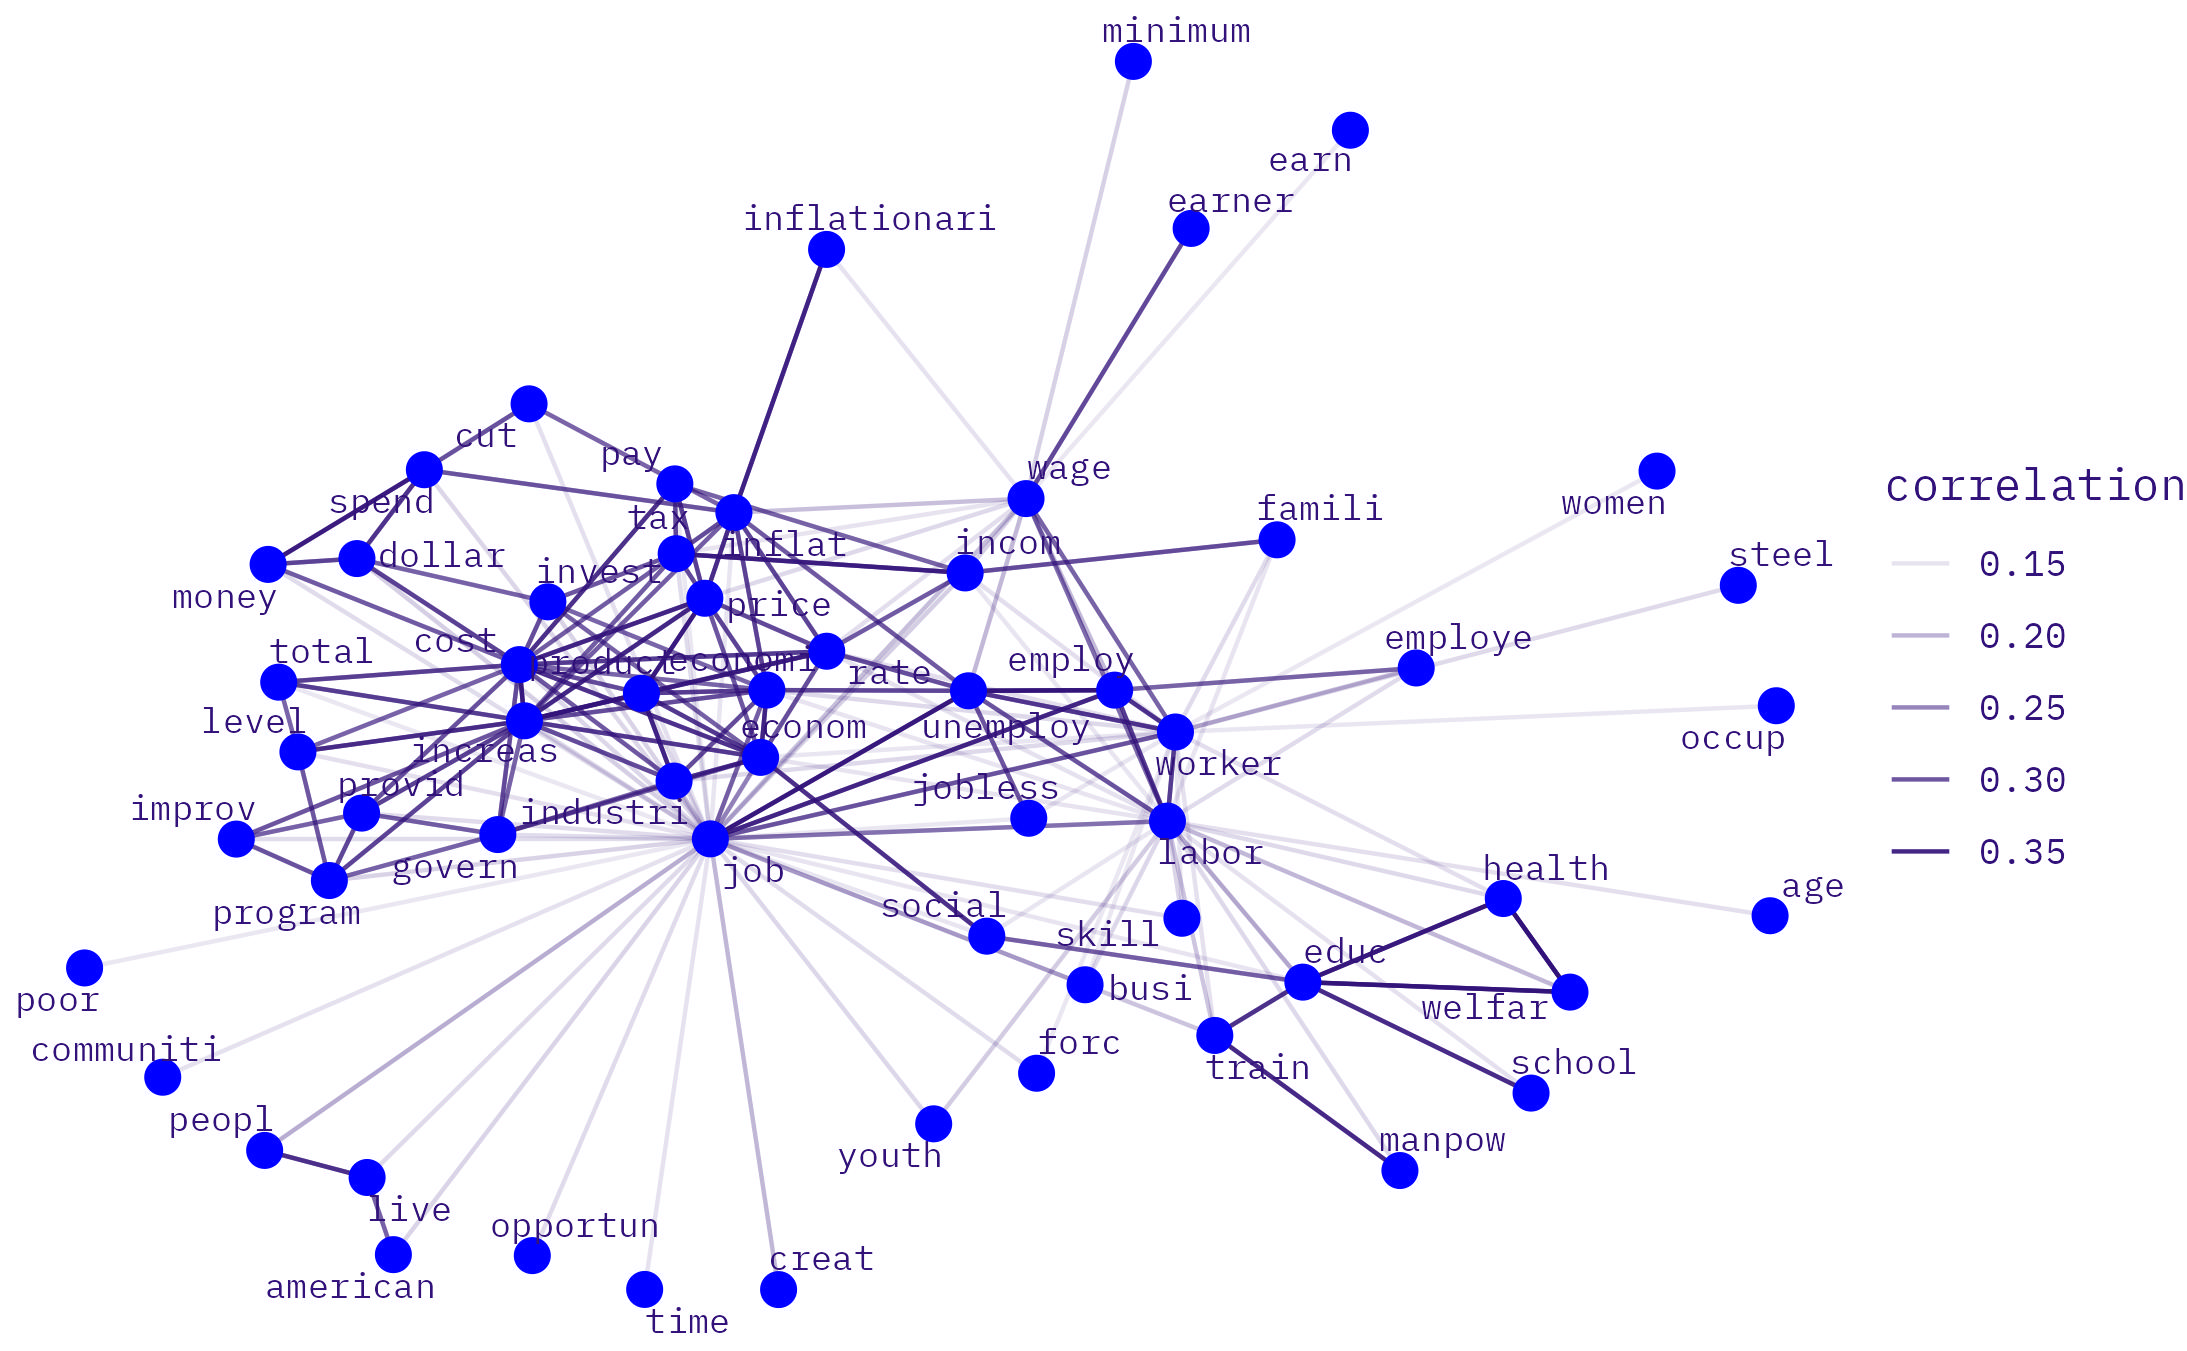 minimum
earn
earner
inflationari
cut
pay
wage
spend
tax
famili
women
correlation
inflat
incom
dollar
invest
steel
0.15
money
price
cost
total
product
economi
rate
employ
employe
0.20
level
econom
unemploy
0.25
increas
occup
worker
provid
jobless
0.30
improv
industri
labor
0.35
govern
job
health
age
program
social
skill
educ
poor
busi
welfar
communiti
forc
train
school
peopl
youth
manpow
live
opportun
creat
american
time